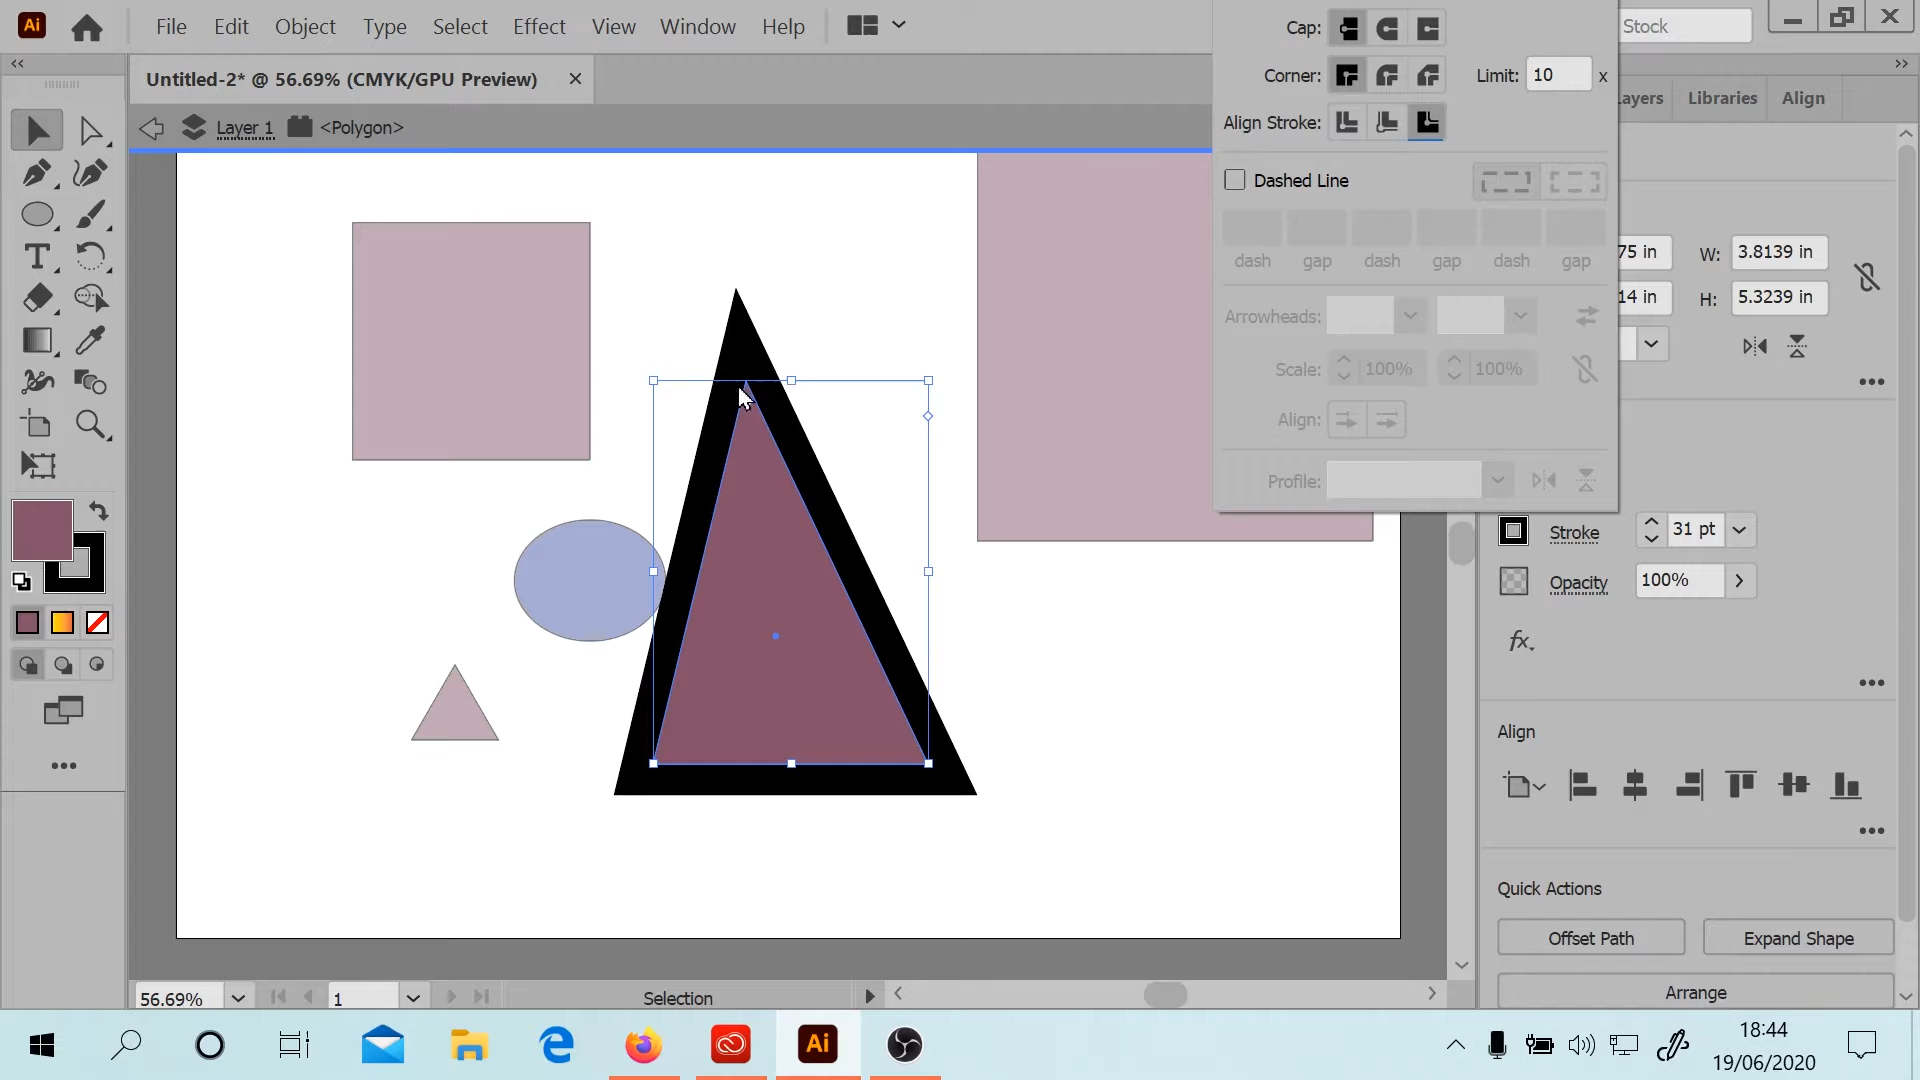 Ai File Edit Object Type Select Effect View Window Help
Stock
Untitled-2* @ 56.69% (CMYK/GPU Preview)
Layer 1 <Polygon>
Cap:
Corner: Limit: 10 x
Align Stroke:
Dashed Line
dash gap dash gap dash gap
Arrowheads:
Scale: 100% 100%
Align:
Profile:
ayers Libraries Align
75 in W: 3.8139 in
14 in H: 5.3239 in
Stroke 31 pt
Opacity 100%
fx.
Align
Quick Actions
Offset Path Expand Shape
Arrange
T
56.69% 1 Selection
Ai
18:44
19/06/2020